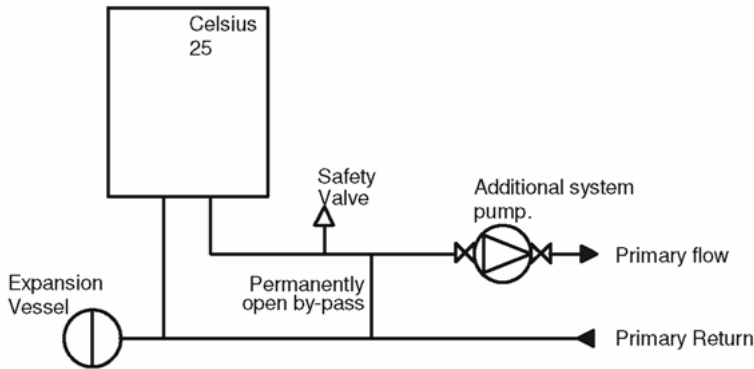 Celsius
25
Safety
Valve
Additional system
pump.
Primary flow
Permanently
open by-pass
Expansion
Vessel
Primary Return